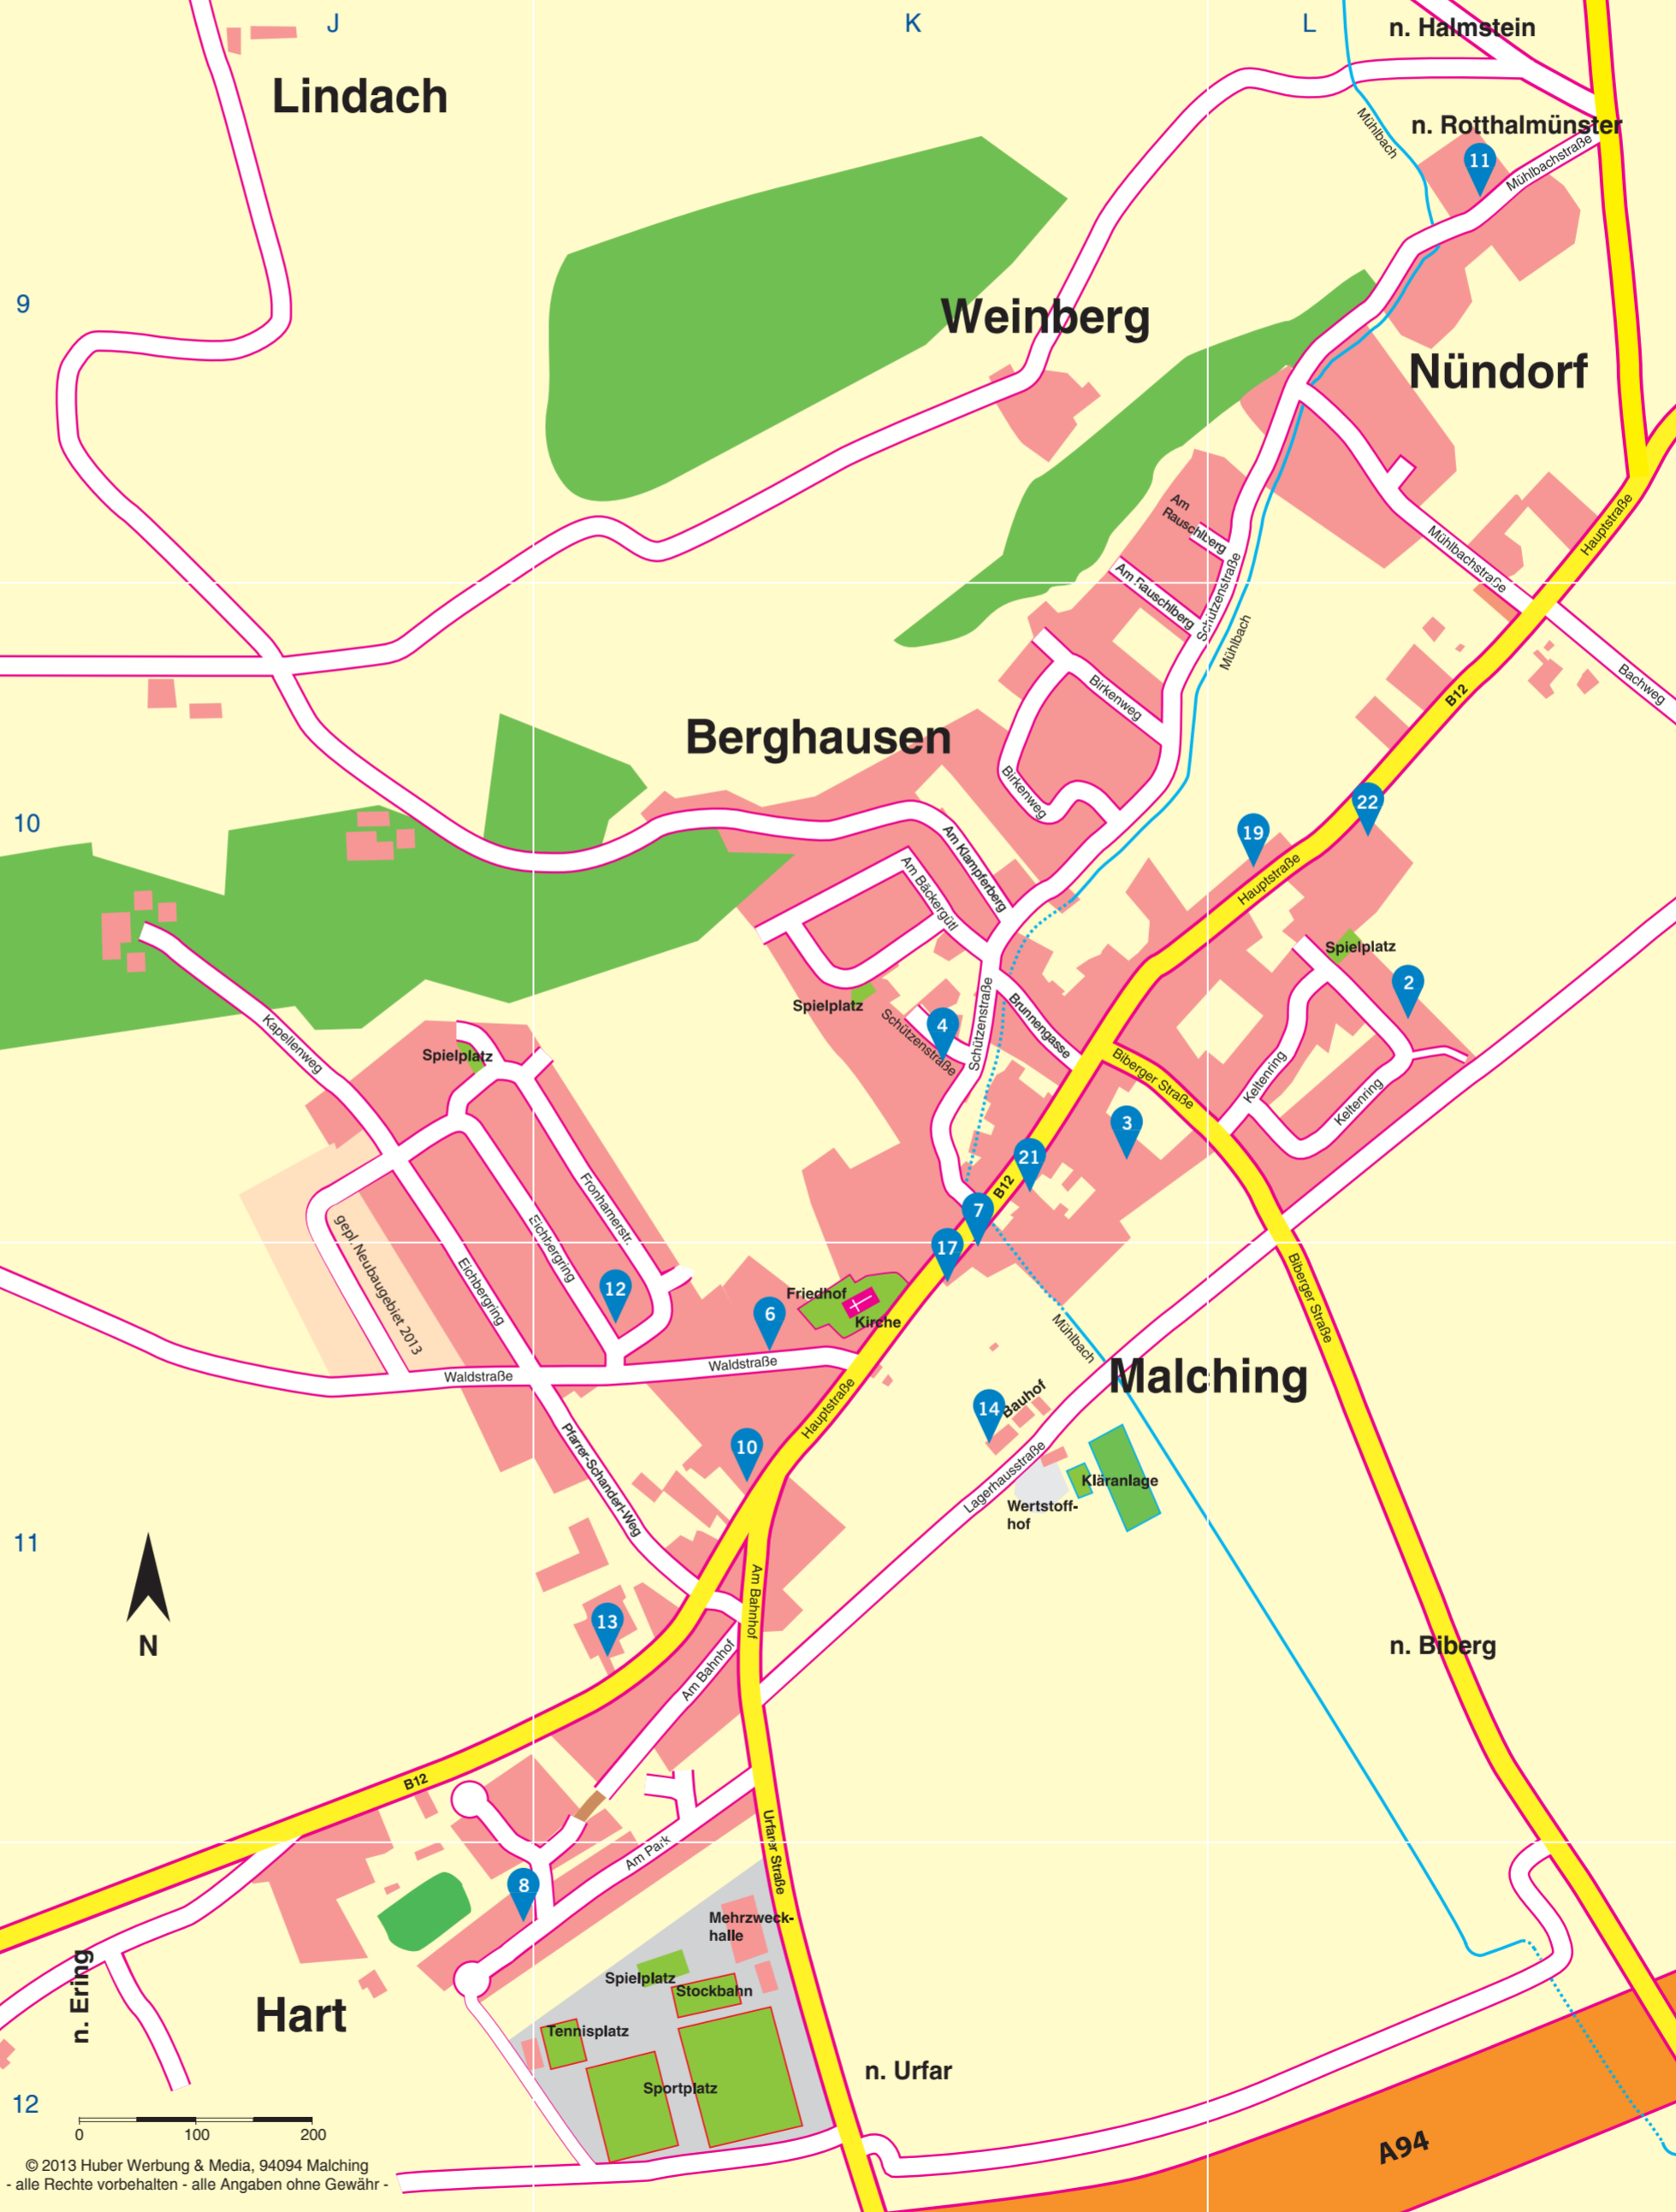 J
K
L
n. Halmstein
Lindach
Mühlbach
n. Rotthalmünster
11
Mühlbachstraße
9
Weinberg
Nündorf
Am
Rauschlberg
Hauptstraße
Mühlbachstraße
Am Rauschlberg
Schützenstraße
Mühlbach
Bachweg
Birkenweg
B12
Berghausen
Birkenweg
10
22
19
Am Klampferberg
Am Bäckergütl
Hauptstraße
Spielplatz
2
Spielplatz
Schützenstraße
4
Schützenstraße
Brunnengasse
Kapellenweg
Spielplatz
Biberger Straße
Keltenring
Keltenring
3
21
B12
7
17
Fronhamerstr.
Eichbergring
gepl. Neubaugebiet 2013
Eichbergring
12
6
Friedhof
Kirche
Biberger Straße
Mühlbach
Waldstraße
Waldstraße
Malching
Hauptstraße
14
Bauhof
10
Pfarrer-Schanderl-Weg
Lagerhausstraße
Kläranlage
Wertstoff-
hof
11
N
Am Bahnhof
13
n. Biberg
Am Bahnhof
B12
Urfarer Straße
Am Park
8
Mehrzweck-
halle
n. Ering
Spielplatz
Stockbahn
Hart
Tennisplatz
n. Urfar
Sportplatz
12
0 100 200
A94
© 2013 Huber Werbung & Media, 94094 Malching
- alle Rechte vorbehalten - alle Angaben ohne Gewähr -